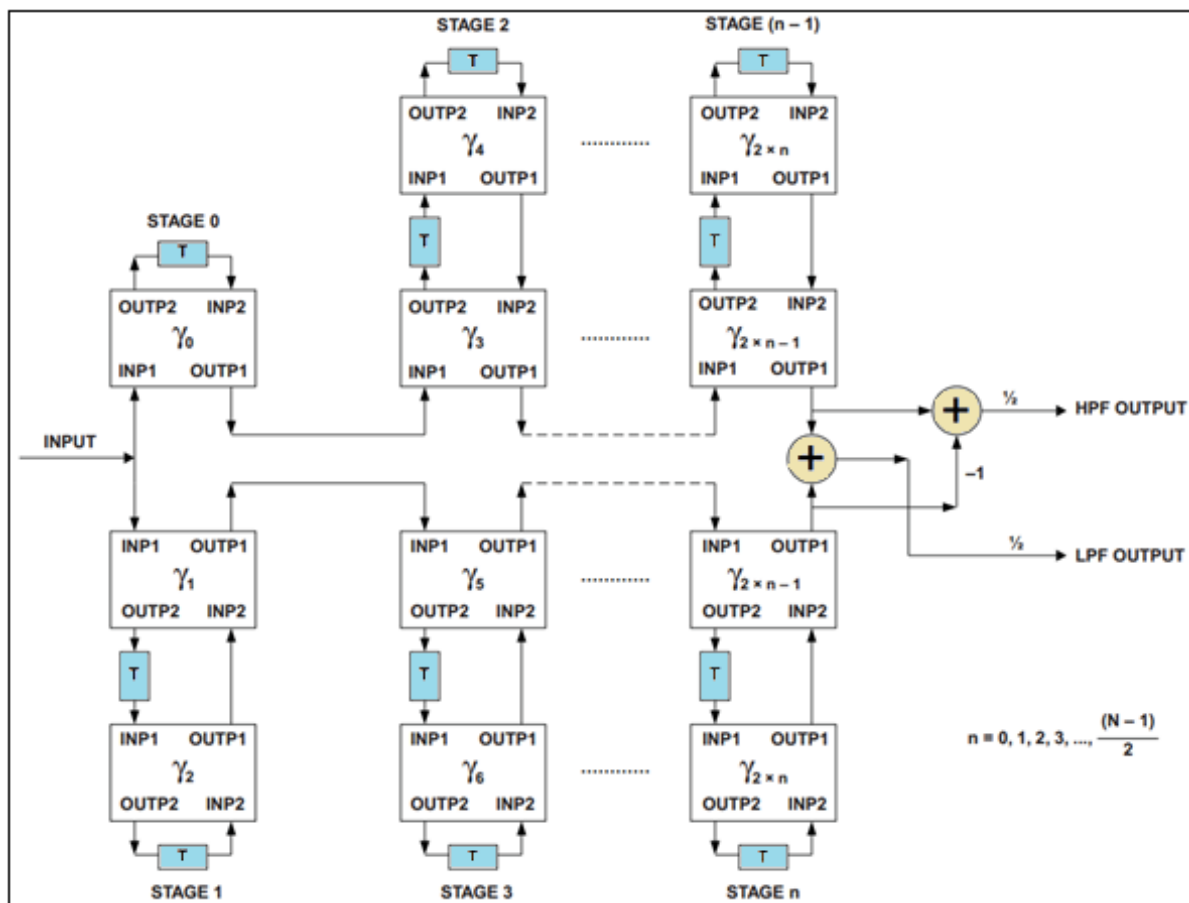 STAGE 2
STAGE (n – 1)
T
T
OUTP2 INP2
OUTP2 INP2
γ4
............
γ2 × n
INP1 OUTP1
INP1 OUTP1
STAGE 0
T
T
T
OUTP2 INP2
OUTP2 INP2
OUTP2 INP2
γ0
γ3
............
γ2 × n – 1
INP1 OUTP1
INP1 OUTP1
INP1 OUTP1
INPUT
+
+
½
HPF OUTPUT
–1
½
LPF OUTPUT
INP1 OUTP1
INP1 OUTP1
INP1 OUTP1
γ1
γ5
............
γ2 × n – 1
OUTP2 INP2
OUTP2 INP2
OUTP2 INP2
T
T
T
INP1 OUTP1
INP1 OUTP1
INP1 OUTP1
γ2
γ6
............
γ2 × n
OUTP2 INP2
OUTP2 INP2
OUTP2 INP2
n = 0, 1, 2, 3, ..., (N – 1)
2
T
T
T
STAGE 1
STAGE 3
STAGE n